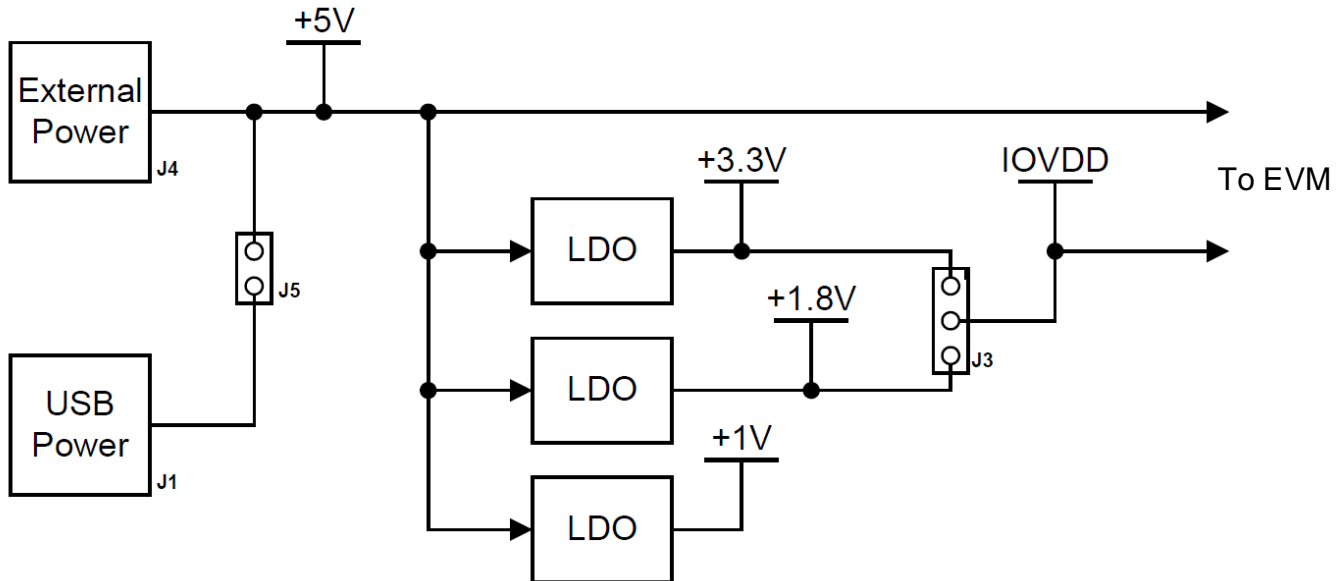 +5V
External
Power
J4
+3.3V
IOVDD
To EVM
LDO
J5
+1.8V
J3
USB
Power
J1
LDO
+1V
LDO